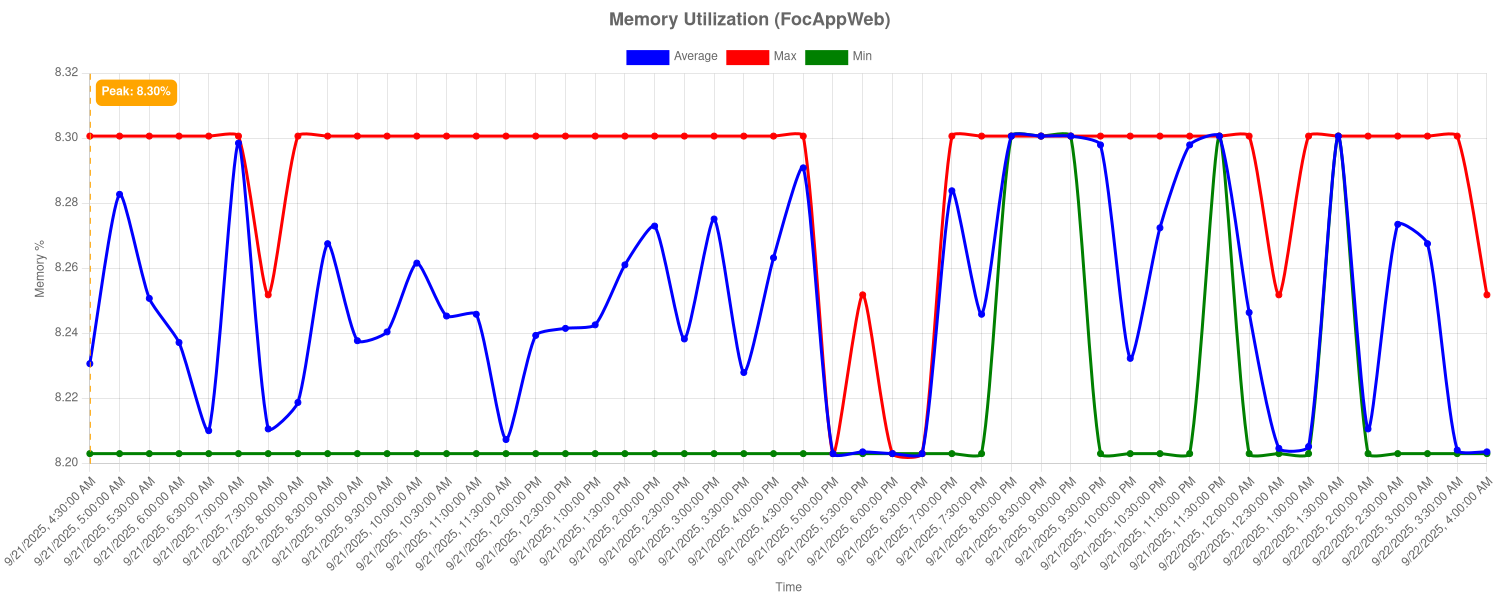 Memory Utilization (FocAppWeb)
Average Max Min
Peak: 8.30%
8.32
8.30
8.28
8.26
8.24
8.22
8.20
Memory %
9/21/2025, 4:30:00 AM
9/21/2025, 5:00:00 AM
9/21/2025, 5:30:00 AM
9/21/2025, 6:00:00 AM
9/21/2025, 6:30:00 AM
9/21/2025, 7:00:00 AM
9/21/2025, 7:30:00 AM
9/21/2025, 8:00:00 AM
9/21/2025, 8:30:00 AM
9/21/2025, 9:00:00 AM
9/21/2025, 9:30:00 AM
9/21/2025, 10:00:00 AM
9/21/2025, 10:30:00 AM
9/21/2025, 11:00:00 AM
9/21/2025, 11:30:00 AM
9/21/2025, 12:00:00 PM
9/21/2025, 12:30:00 PM
9/21/2025, 1:00:00 PM
9/21/2025, 1:30:00 PM
9/21/2025, 2:00:00 PM
9/21/2025, 2:30:00 PM
9/21/2025, 3:00:00 PM
9/21/2025, 3:30:00 PM
9/21/2025, 4:00:00 PM
9/21/2025, 4:30:00 PM
9/21/2025, 5:00:00 PM
9/21/2025, 5:30:00 PM
9/21/2025, 6:00:00 PM
9/21/2025, 6:30:00 PM
9/21/2025, 7:00:00 PM
9/21/2025, 7:30:00 PM
9/21/2025, 8:00:00 PM
9/21/2025, 8:30:00 PM
9/21/2025, 9:00:00 PM
9/21/2025, 9:30:00 PM
9/21/2025, 10:00:00 PM
9/21/2025, 10:30:00 PM
9/21/2025, 11:00:00 PM
9/21/2025, 11:30:00 PM
9/22/2025, 12:00:00 AM
9/22/2025, 12:30:00 AM
9/22/2025, 1:00:00 AM
9/22/2025, 1:30:00 AM
9/22/2025, 2:00:00 AM
9/22/2025, 2:30:00 AM
9/22/2025, 3:00:00 AM
9/22/2025, 3:30:00 AM
9/22/2025, 4:00:00 AM
Time